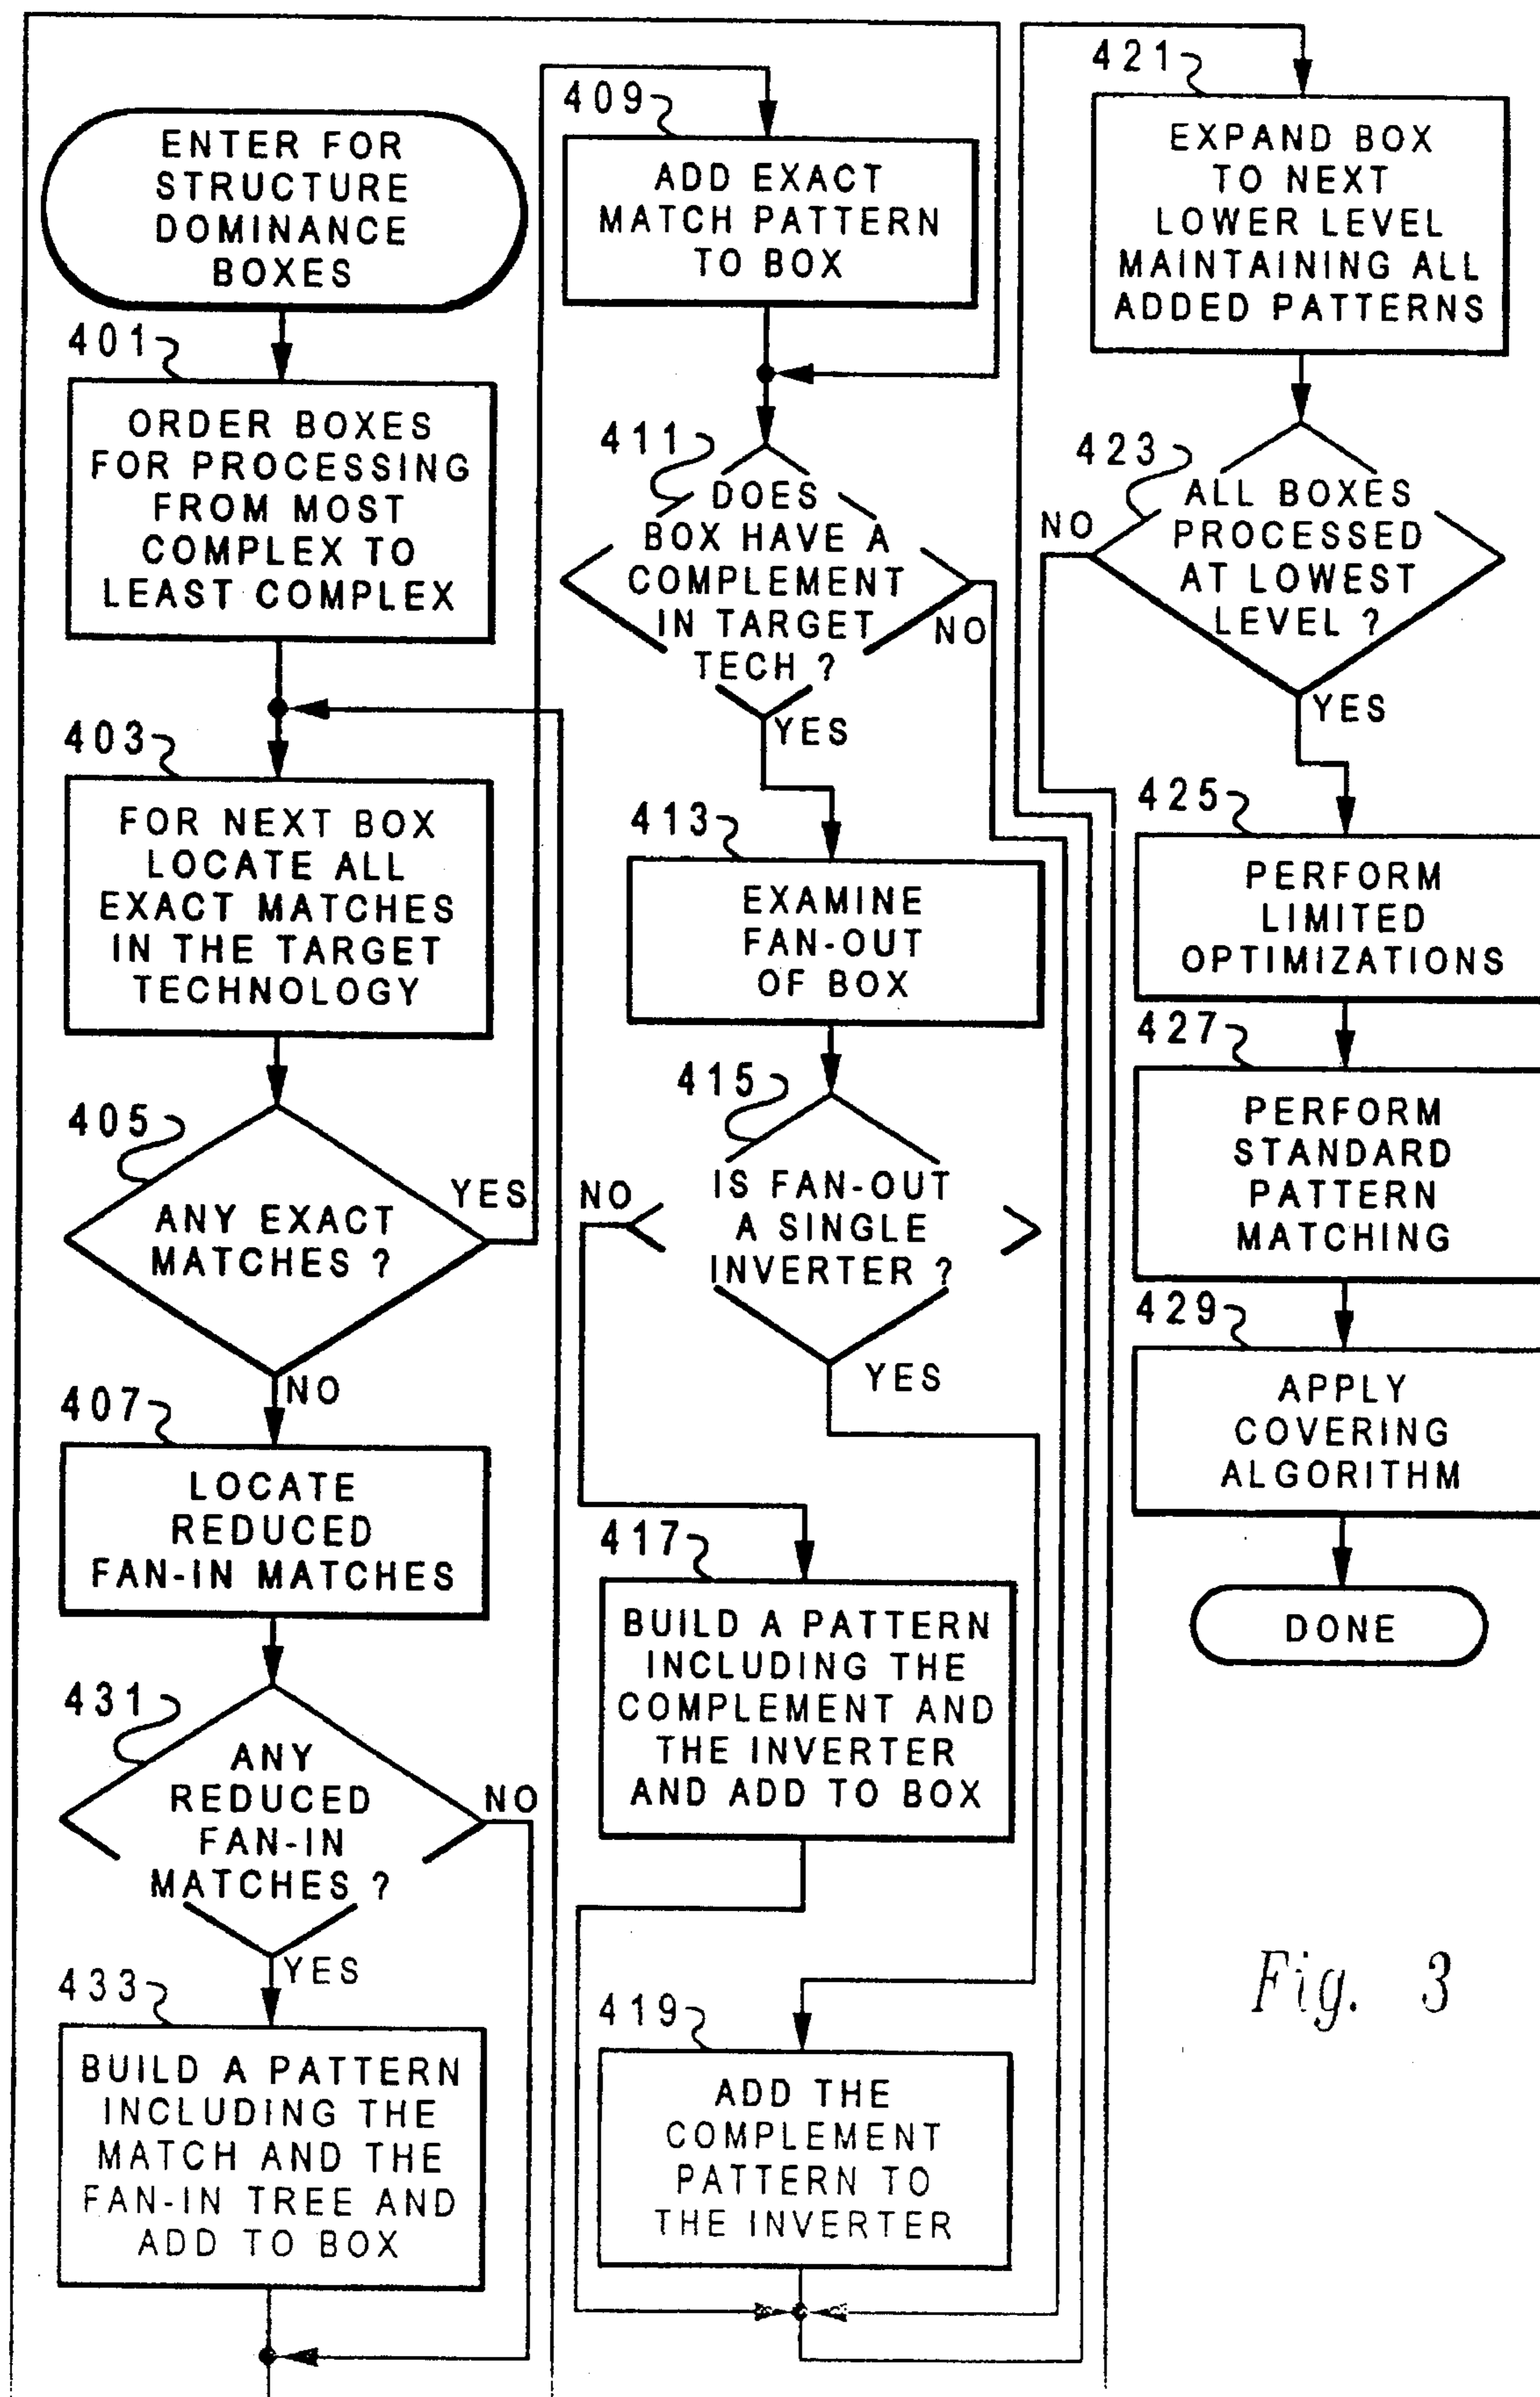 ENTER FOR
STRUCTURE
DOMINANCE
BOXES
401
ORDER BOXES
FOR PROCESSING
FROM MOST
COMPLEX TO
LEAST COMPLEX
403
FOR NEXT BOX
LOCATE ALL
EXACT MATCHES
IN THE TARGET
TECHNOLOGY
405
YES
ANY EXACT
MATCHES ?
NO
407
LOCATE
REDUCED
FAN-IN MATCHES
431
ANY
REDUCED
FAN-IN
MATCHES ?
NO
YES
433
BUILD A PATTERN
INCLUDING THE
MATCH AND THE
FAN-IN TREE AND
ADD TO BOX
409
ADD EXACT
MATCH PATTERN
TO BOX
411
DOES
BOX HAVE A
COMPLEMENT
IN TARGET
TECH ?
NO
YES
413
EXAMINE
FAN-OUT
OF BOX
415
NO
IS FAN-OUT
A SINGLE
INVERTER ?
YES
417
BUILD A PATTERN
INCLUDING THE
COMPLEMENT AND
THE INVERTER
AND ADD TO BOX
419
ADD THE
COMPLEMENT
PATTERN TO
THE INVERTER
421
EXPAND BOX
TO NEXT
LOWER LEVEL
MAINTAINING ALL
ADDED PATTERNS
423
NO
ALL BOXES
PROCESSED
AT LOWEST
LEVEL ?
YES
425
PERFORM
LIMITED
OPTIMIZATIONS
427
PERFORM
STANDARD
PATTERN
MATCHING
429
APPLY
COVERING
ALGORITHM
DONE
Fig. 3